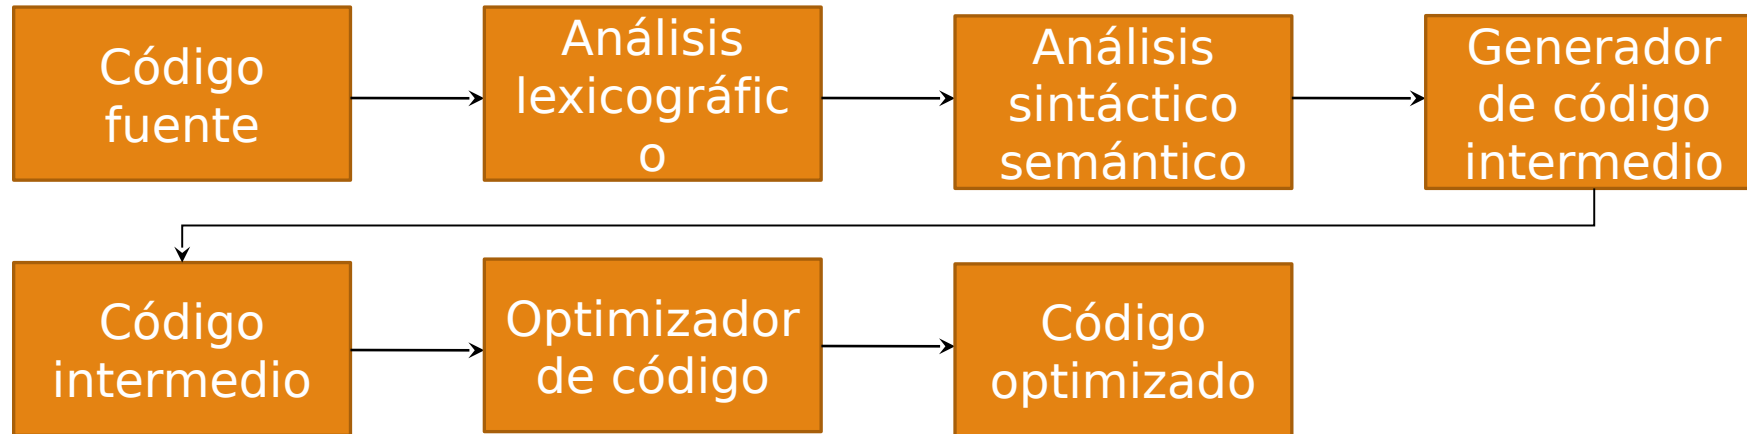 Código
fuente
Análisis
lexicográfic
o
Análisis
sintáctico
semántico
Generador
de código
intermedio
Código
intermedio
Optimizador
de código
Código
optimizado